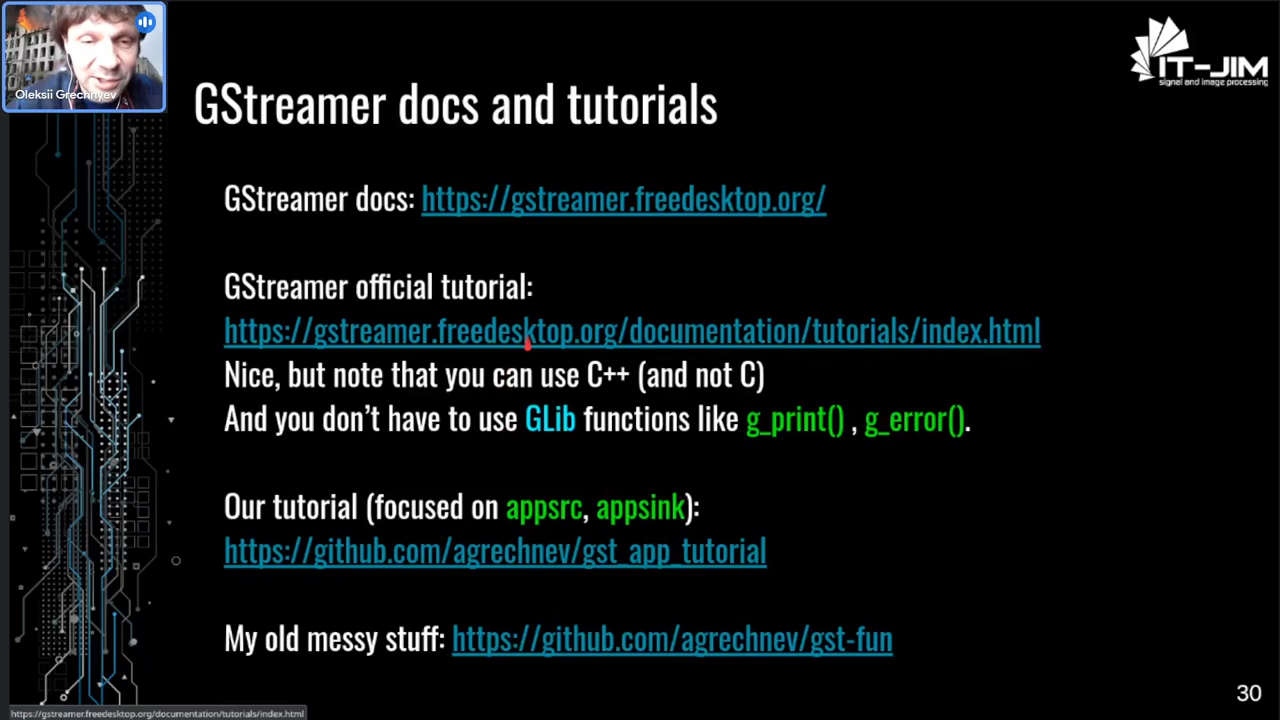 Oleksii Grechnyev
IT-JIM
signal and image processing
GStreamer docs and tutorials
GStreamer docs: https://gstreamer.freedesktop.org/
GStreamer official tutorial:
https://gstreamer.freedesktop.org/documentation/tutorials/index.html
Nice, but note that you can use C++ (and not C)
And you don't have to use GLib functions like g_print() , g_error().
Our tutorial (focused on appsrc, appsink):
https://github.com/agrechnev/gst_app_tutorial
My old messy stuff: https://github.com/agrechnev/gst-fun
30
https://gstreamer.freedesktop.org/documentation/tutorials/index.html